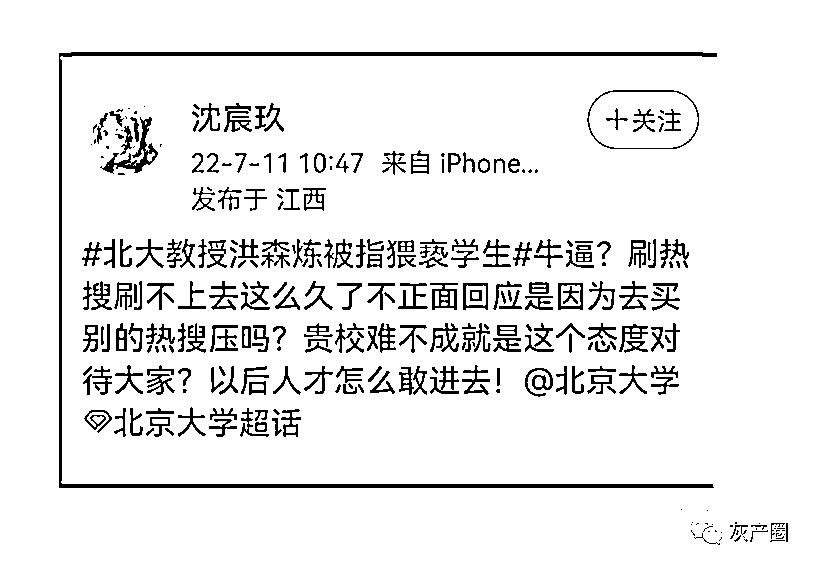 沈宸玖
+关注
22-7-11 10:47 来自 iPhone...
发布于 江西
#北大教授洪森炼被指猥亵学生#牛逼？刷热
搜刷不上去这么久了不正面回应是因为去买
别的热搜压吗？贵校难不成就是这个态度对
待大家？以后人才怎么敢进去！@北京大学
北京大学超话
灰产圈